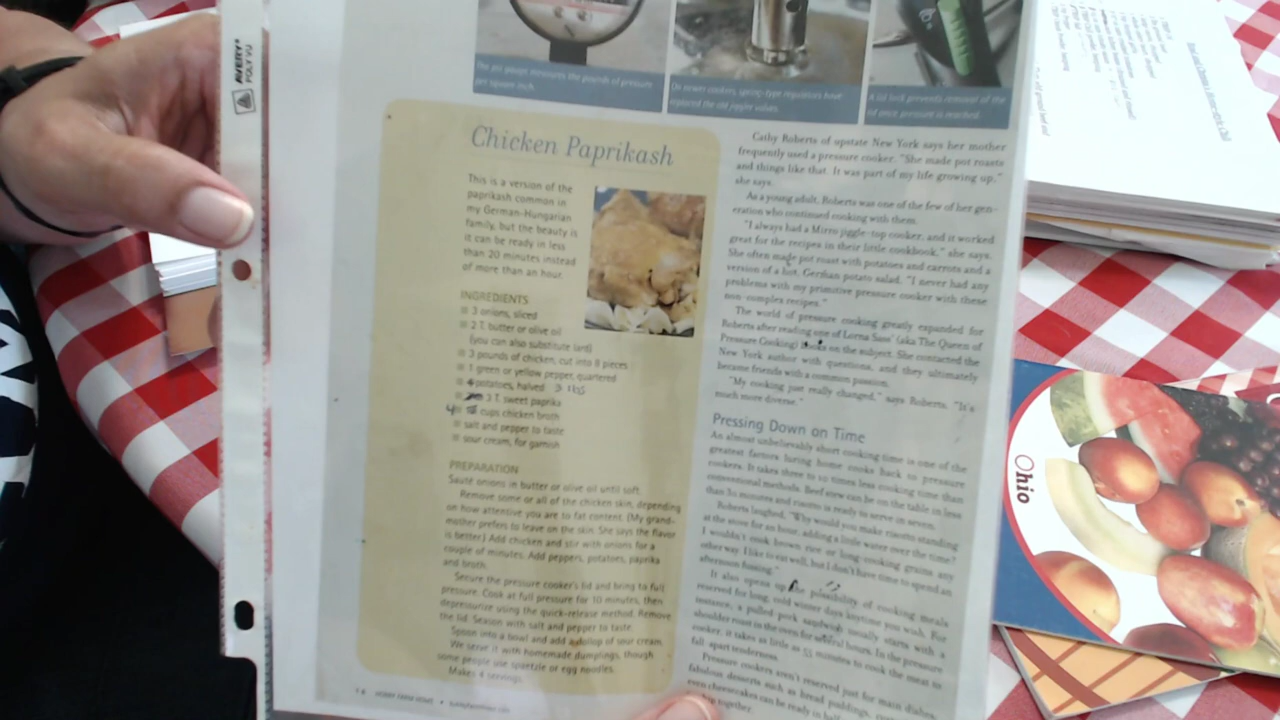 AVERY®
POLY VU
The psi gauge measures the pounds of pressure
per square inch.
On newer cookers, spring-type regulators have
replaced the old jiggler valves.
A lid lock prevents removal of the
lid once pressure is reached.
Chicken Paprikash
This is a version of the
paprikash common in
my German-Hungarian
family, but the beauty is
it can be ready in less
than 20 minutes instead
of more than an hour.
INGREDIENTS
3 onions, sliced
2 T. butter or olive oil
(you can also substitute lard)
3 pounds of chicken, cut into 8 pieces
1 green or yellow pepper, quartered
4 potatoes, halved 3 lbs
3 T. sweet paprika
4 cups chicken broth
salt and pepper to taste
sour cream, for garnish
PREPARATION
Sauté onions in butter or olive oil until soft.
Remove some or all of the chicken skin, depending
on how attentive you are to fat content. (My grand-
mother prefers to leave on the skin. She says the flavor
is better.) Add chicken and stir with onions for a
couple of minutes. Add peppers, potatoes, paprika
and broth.
Secure the pressure cooker's lid and bring to full
pressure. Cook at full pressure for 10 minutes, then
depressurize using the quick-release method. Remove
the lid. Season with salt and pepper to taste.
Spoon into a bowl and add a dollop of sour cream.
We serve it with homemade dumplings, though
some people use spaetzle or egg noodles.
Makes 4 servings.
HOBBY FARM HOME
Cathy Roberts of upstate New York says her mother
frequently used a pressure cooker. "She made pot roasts
and things like that. It was part of my life growing up,"
she says.
As a young adult, Roberts was one of the few of her gen-
eration who continued cooking with them.
"I always had a Mirro jiggle-top cooker, and it worked
great for the recipes in their little cookbook," she says.
She often made pot roast with potatoes and carrots and a
version of a hot, German potato salad. "I never had any
problems with my primitive pressure cooker with these
non-complex recipes."
The world of pressure cooking greatly expanded for
Roberts after reading one of Lorna Sass' (aka The Queen of
Pressure Cooking) books on the subject. She contacted the
New York author with questions, and they ultimately
became friends with a common passion.
"My cooking just really changed," says Roberts. "It's
much more diverse."
Pressing Down on Time
An almost unbelievably short cooking time is one of the
greatest factors luring home cooks back to pressure
cookers. It takes three to 10 times less cooking time than
conventional methods. Beef stew can be on the table in less
than 30 minutes and risotto is ready to serve in seven.
Roberts laughed, "Why would you make risotto standing
at the stove for an hour, adding a little water over the time?
I wouldn't cook brown rice or long-cooking grains any
other way. I like to eat well, but I don't have time to spend an
afternoon fussing."
It also opens up the possibility of cooking meals
reserved for long, cold winter days anytime you wish. For
instance, a pulled pork sandwich usually starts with a
shoulder roast in the oven for several hours. In the pressure
cooker, it takes as little as 55 minutes to cook the meat to
fall-apart tenderness.
Pressure cookers aren't reserved just for main dishes,
fabulous desserts such as bread puddings,
even cheesecakes can be ready in half
together.
Ohio